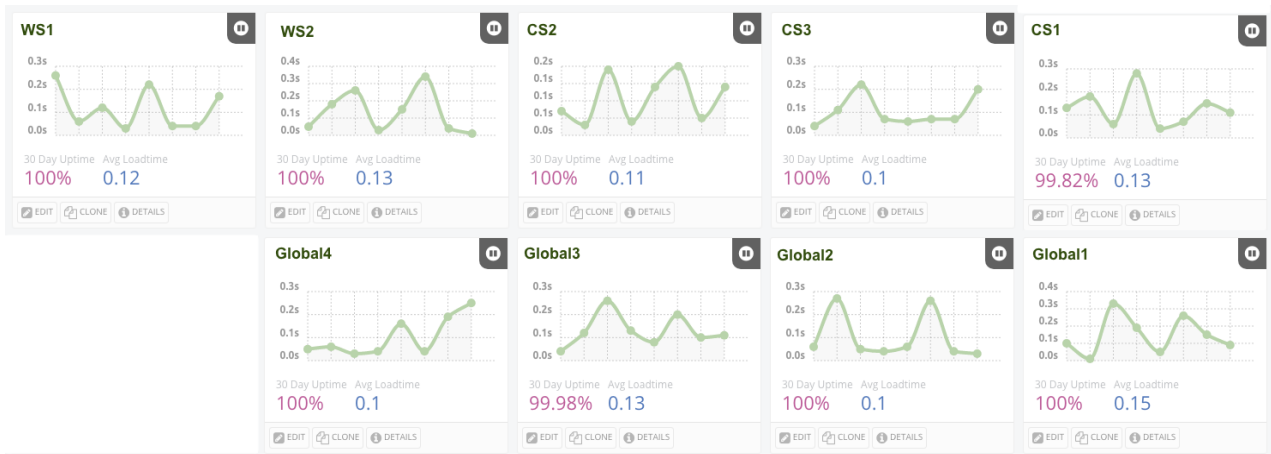 WS1
0.3s
0.2s
0.1s
0.0s
30 Day Uptime Avg Loadtime
100% 0.12
EDIT CLONE DETAILS
WS2
0.4s
0.3s
0.2s
0.1s
0.0s
30 Day Uptime Avg Loadtime
100% 0.13
EDIT CLONE DETAILS
CS2
0.2s
0.2s
0.1s
0.1s
0.0s
30 Day Uptime Avg Loadtime
100% 0.11
EDIT CLONE DETAILS
CS3
0.3s
0.2s
0.1s
0.0s
30 Day Uptime Avg Loadtime
100% 0.1
EDIT CLONE DETAILS
CS1
0.3s
0.2s
0.1s
0.0s
30 Day Uptime Avg Loadtime
99.82% 0.13
EDIT CLONE DETAILS
Global4
0.3s
0.2s
0.1s
0.0s
30 Day Uptime Avg Loadtime
100% 0.1
EDIT CLONE DETAILS
Global3
0.3s
0.2s
0.1s
0.0s
30 Day Uptime Avg Loadtime
99.98% 0.13
EDIT CLONE DETAILS
Global2
0.3s
0.2s
0.1s
0.0s
30 Day Uptime Avg Loadtime
100% 0.1
EDIT CLONE DETAILS
Global1
0.4s
0.3s
0.2s
0.1s
0.0s
30 Day Uptime Avg Loadtime
100% 0.15
EDIT CLONE DETAILS